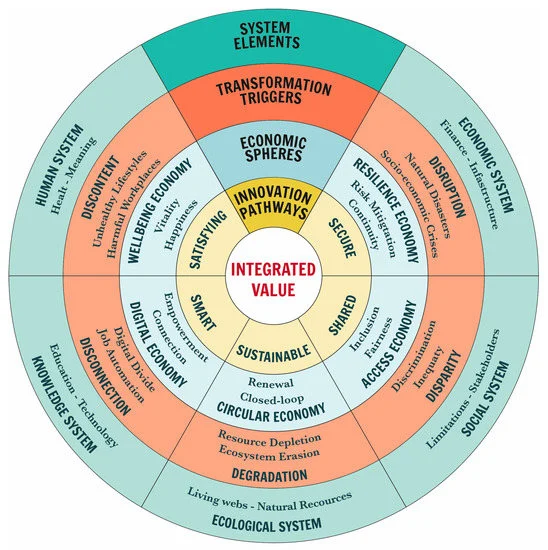 SYSTEM
ELEMENTS
TRANSFORMATION
TRIGGERS
ECONOMIC
SPHERES
INNOVATION
PATHWAYS
INTEGRATED
VALUE
ECONOMIC SYSTEM
Finance - Infastructure
DISRUPTION
Natural Disasters
Socio-economic Crises
RESILIENCE ECONOMY
Risk Mitigation
Continuity
SECURE
SOCIAL SYSTEM
Limitations - Stakeholders
DISPARITY
Discrimination
Inequaty
ACCESS ECONOMY
Inclusion
Fairness
SHARED
SUSTAINABLE
Renewal
Closed-loop
CIRCULAR ECONOMY
Resource Depletion
Ecosystem Erasion
DEGRADATION
Living webs - Natural Recources
ECOLOGICAL SYSTEM
SMART
Empowerment
Connection
DIGITAL ECONOMY
Digital Divide
Job Automation
DISCONNECTION
Education - Technology
KNOWLEDGE SYSTEM
HUMAN SYSTEM
Healt - Meaning
DISCONTENT
Unhealthy Lifestyles
Harmful Workplaces
WELLBEING ECONOMY
Vitality
Happiness
SATISFYING